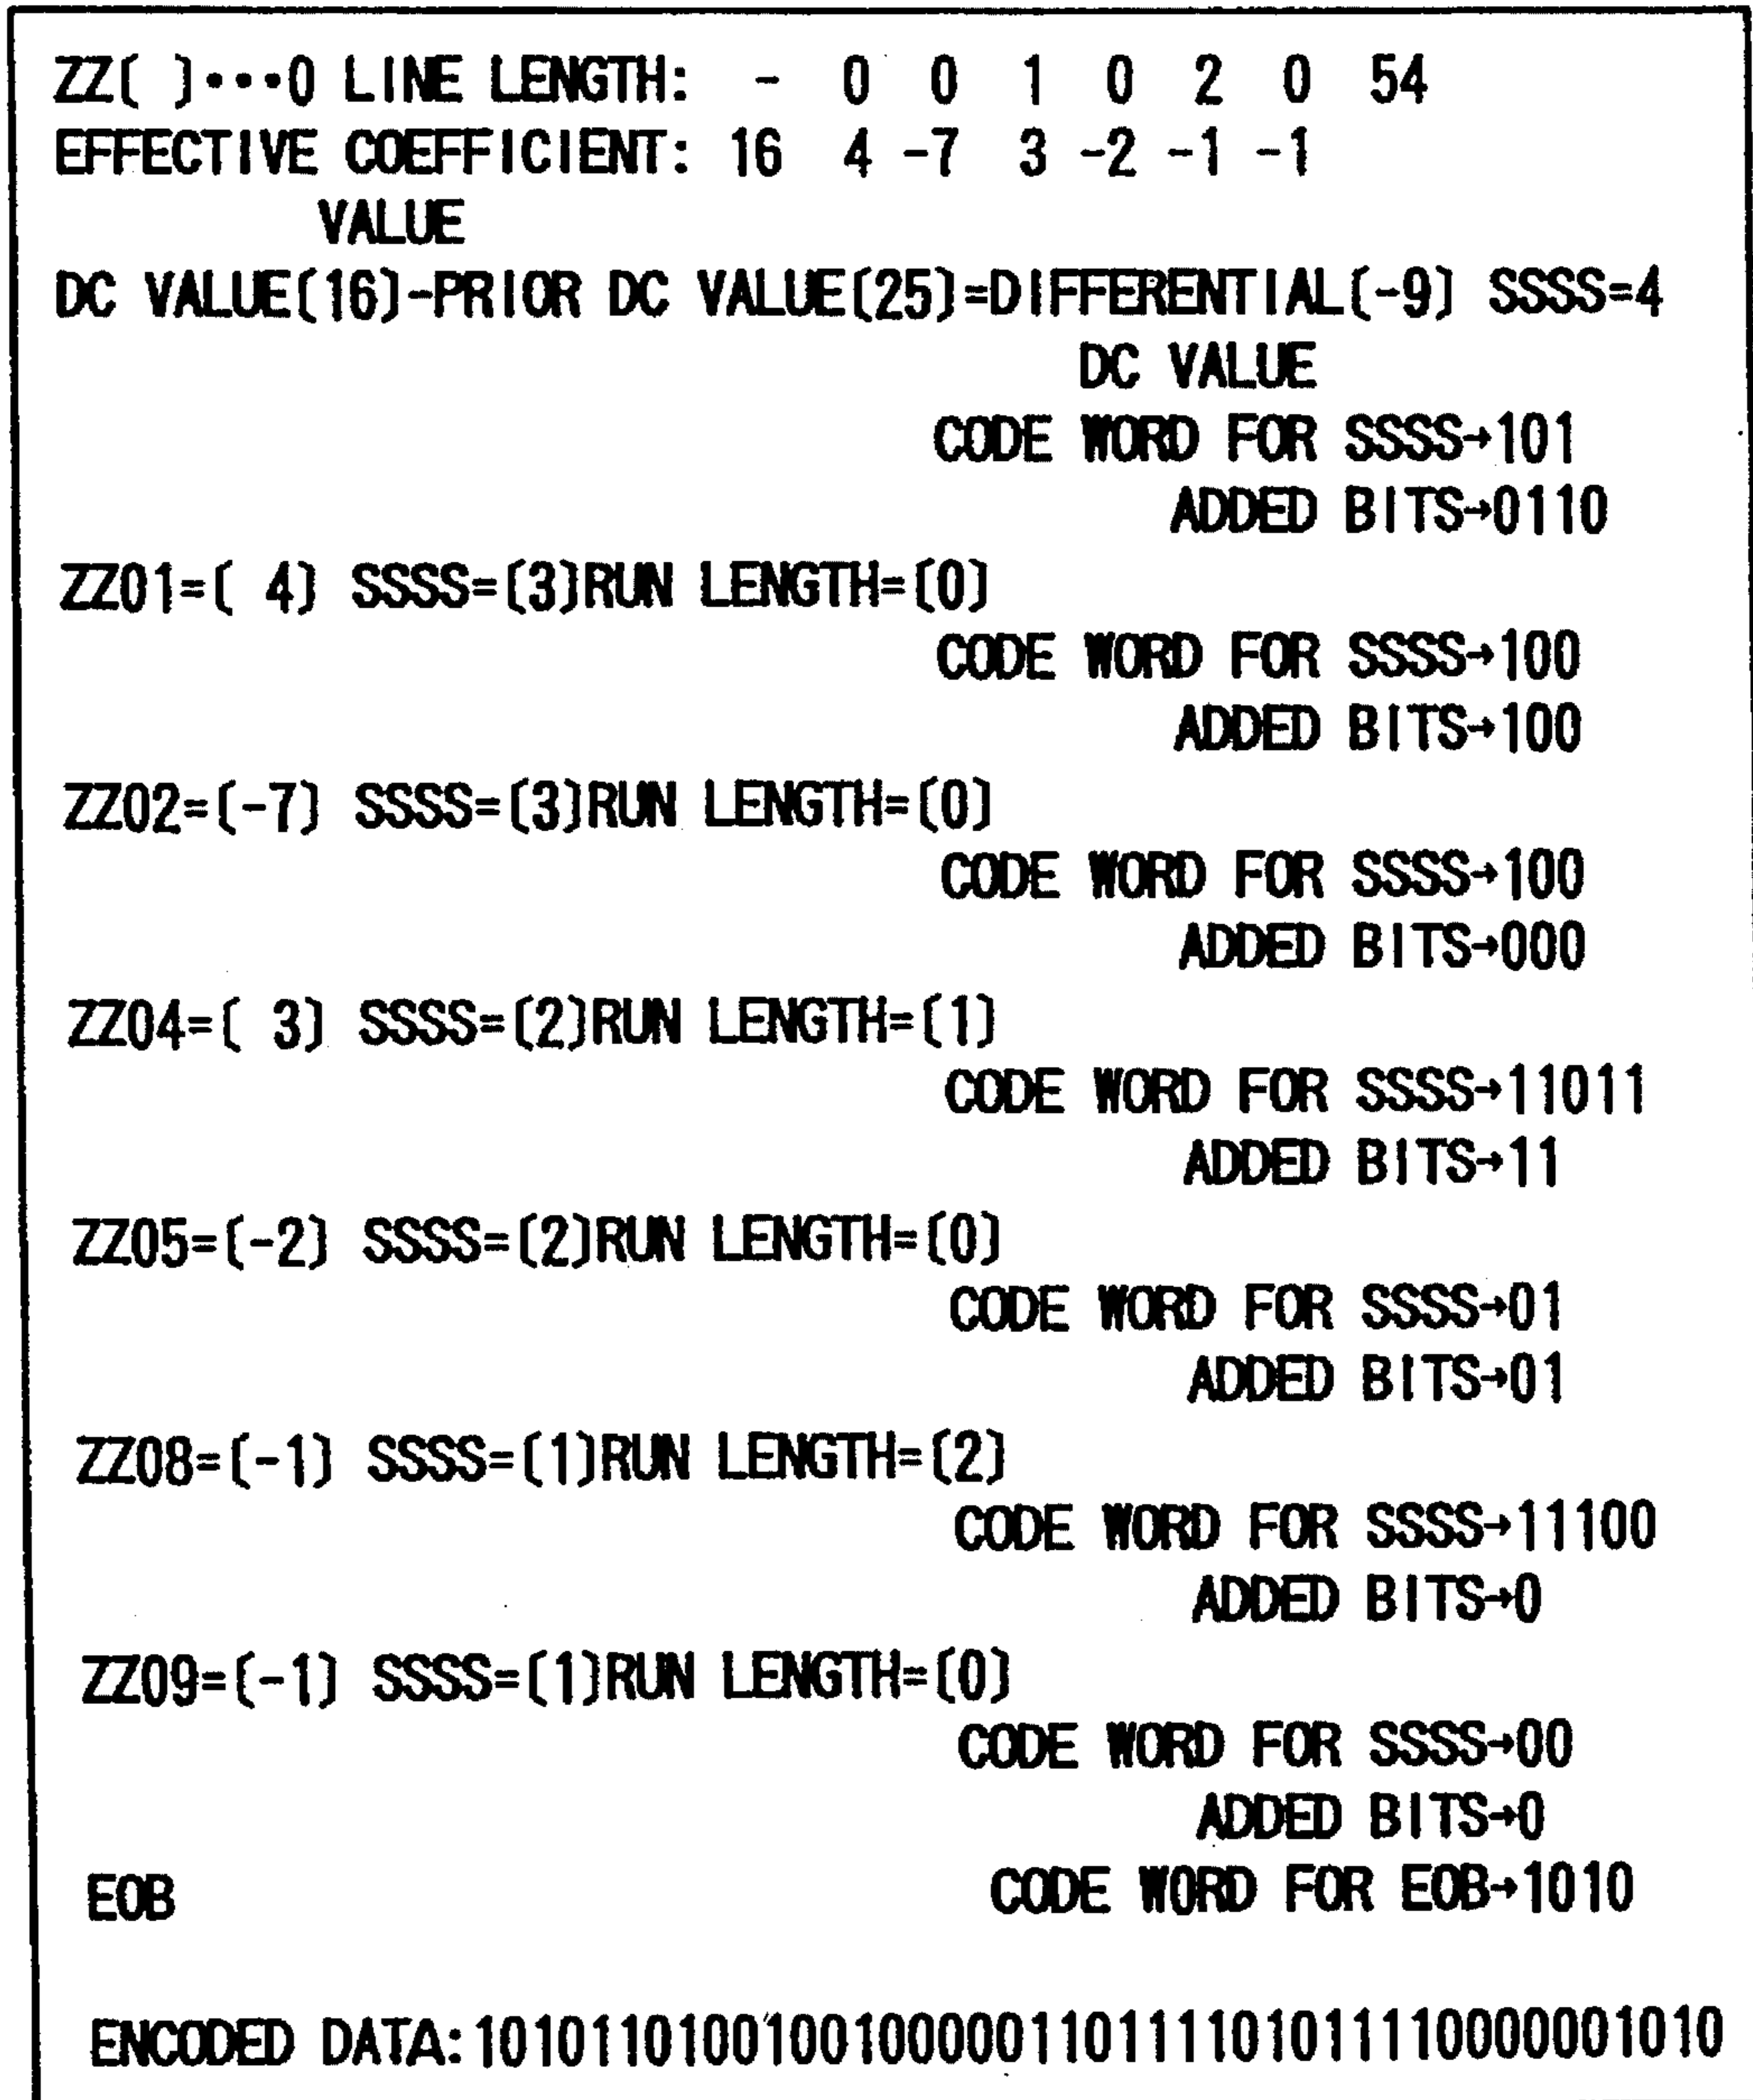 ZZ( )···0 LINE LENGTH: - 0 0 1 0 2 0 54
EFFECTIVE COEFFICIENT: 16 4 -7 3 -2 -1 -1
VALUE
DC VALUE(16)-PRIOR DC VALUE(25)=DIFFERENTIAL(-9) SSSS=4
DC VALUE
CODE WORD FOR SSSS→101
ADDED BITS→0110
ZZ01=( 4) SSSS=(3)RUN LENGTH=(0)
CODE WORD FOR SSSS→100
ADDED BITS→100
ZZ02=(-7) SSSS=(3)RUN LENGTH=(0)
CODE WORD FOR SSSS→100
ADDED BITS→000
ZZ04=( 3) SSSS=(2)RUN LENGTH=(1)
CODE WORD FOR SSSS→11011
ADDED BITS→11
ZZ05=(-2) SSSS=(2)RUN LENGTH=(0)
CODE WORD FOR SSSS→01
ADDED BITS→01
ZZ08=(-1) SSSS=(1)RUN LENGTH=(2)
CODE WORD FOR SSSS→11100
ADDED BITS→0
ZZ09=(-1) SSSS=(1)RUN LENGTH=(0)
CODE WORD FOR SSSS→00
ADDED BITS→0
EOB CODE WORD FOR EOB→1010
ENCODED DATA:1010110100100100000110111101011110000001010